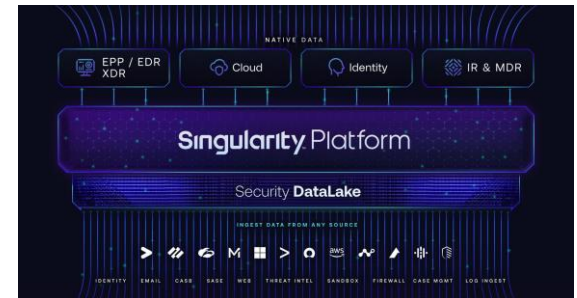 NATIVE DATA
EPP / EDR
XDR
Cloud
Identity
IR & MDR
Singularity Platform
Security DataLake
INGEST DATA FROM ANY SOURCE
aws
IDENTITY EMAIL CASB SASE WEB THREAT INTEL SANDBOX FIREWALL CASE MGMT LOG INGEST